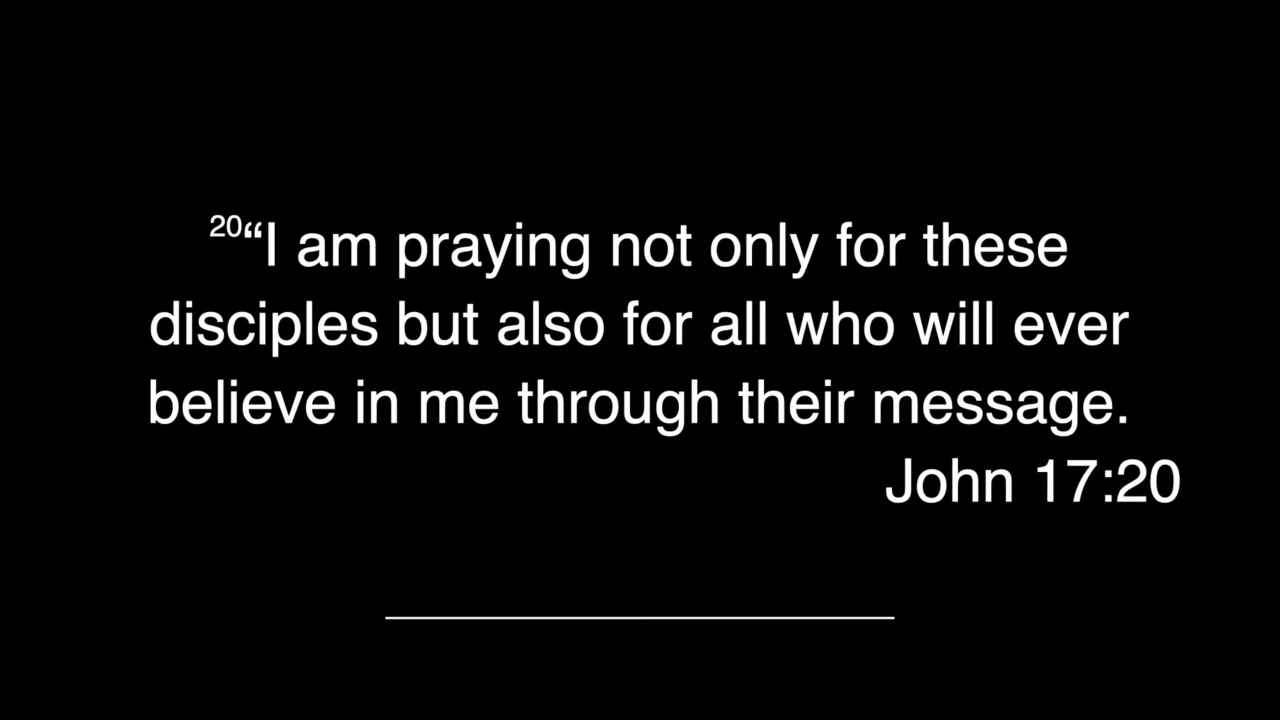 20“I am praying not only for these
disciples but also for all who will ever
believe in me through their message.
John 17:20